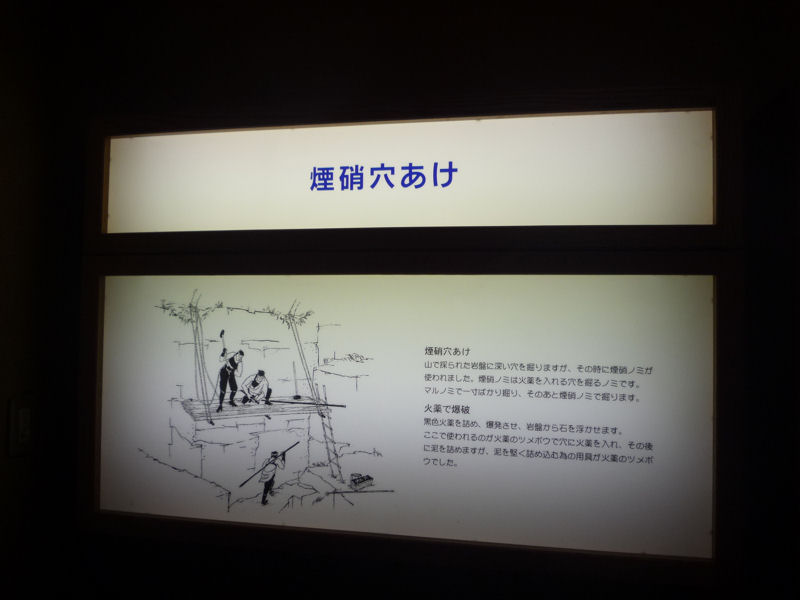 煙硝穴あけ
煙硝穴あけ
山で採られた岩盤に深い穴を掘りますが、その時に煙硝ノミが
使われました。煙硝ノミは火薬を入れる穴を掘るノミです。
マルノミで一寸ばかり掘り、そのあと煙硝ノミで掘ります。
火薬で爆破
黒色火薬を詰め、爆発させ、岩盤から石を浮かせます。
ここで使われるのが火薬のツメボウで穴に火薬を入れ、その後
に泥を詰めますが、泥を堅く詰め込む為の用具が火薬のツメボ
ウでした。